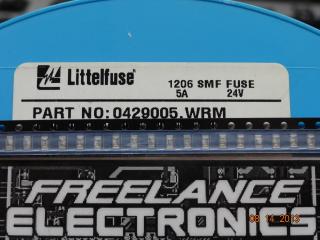 Littelfuse®
1206 SMF FUSE
5A 24V
PART NO: 0429005.WRM
FREELANCE
ELECTRONICS